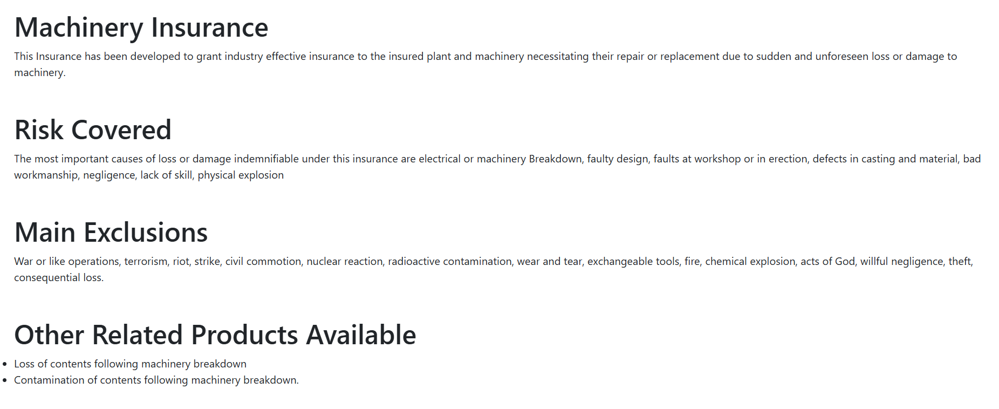 Machinery Insurance
This Insurance has been developed to grant industry effective insurance to the insured plant and machinery necessitating their repair or replacement due to sudden and unforeseen loss or damage to
machinery.
Risk Covered
The most important causes of loss or damage indemnifiable under this insurance are electrical or machinery Breakdown, faulty design, faults at workshop or in erection, defects in casting and material, bad
workmanship, negligence, lack of skill, physical explosion
Main Exclusions
War or like operations, terrorism, riot, strike, civil commotion, nuclear reaction, radioactive contamination, wear and tear, exchangeable tools, fire, chemical explosion, acts of God, willful negligence, theft,
consequential loss.
Other Related Products Available
• Loss of contents following machinery breakdown
• Contamination of contents following machinery breakdown.